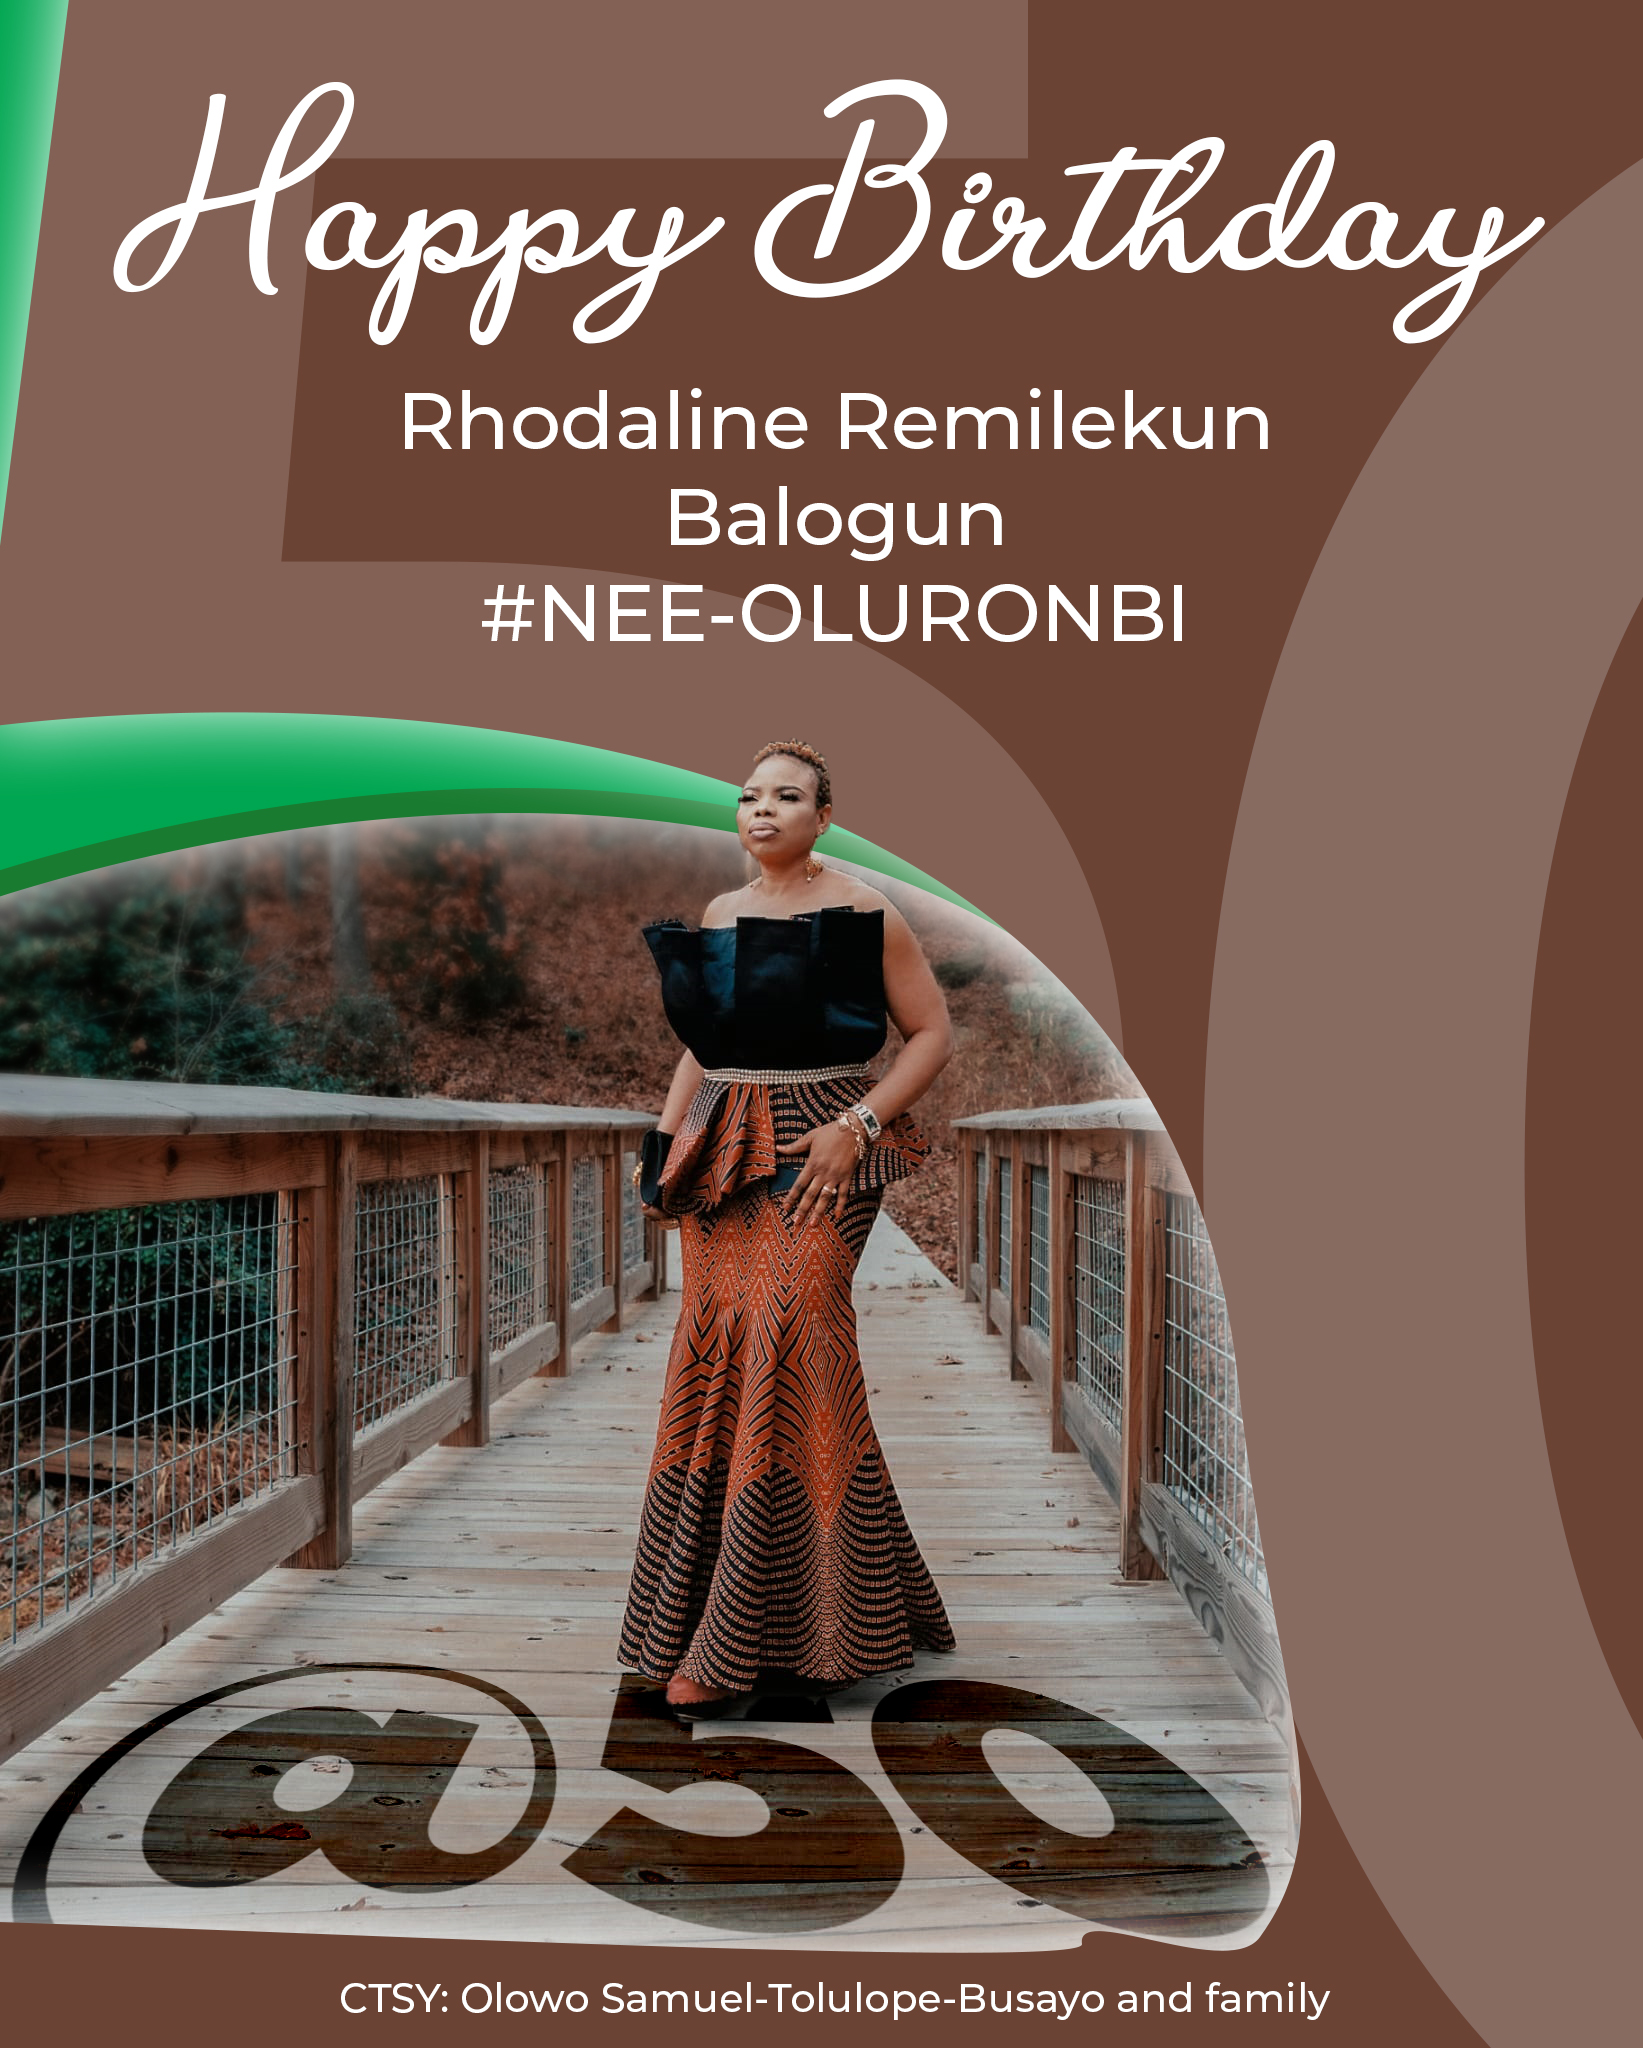 Happy Birthday
Rhodaline Remilekun
Balogun
#NEE-OLURONBI
@50
CTSY: Olowo Samuel-Tolulope-Busayo and family